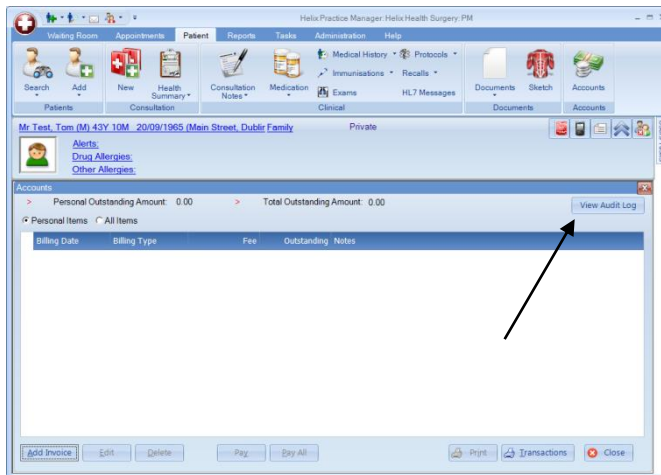 Helix Practice Manager: Helix Health Surgery: PM
Waiting Room Appointments Patient Reports Tasks Administration Help
Search Add New Health Summary Consultation Notes Medication Medical History Protocols Documents Sketch Accounts
Immunisations Recalls
Exams HL7 Messages
Patients Consultation Clinical Documents Accounts
Mr Test, Tom (M) 43Y 10M 20/09/1965 (Main Street, Dublin Family Private
Alerts:
Drug Allergies:
Other Allergies:
Accounts
> Personal Outstanding Amount: 0.00 > Total Outstanding Amount: 0.00 View Audit Log
Personal Items All Items
Billing Date Billing Type Fee Outstanding Notes
Add Invoice Edit Delete Pay Pay All Print Transactions Close